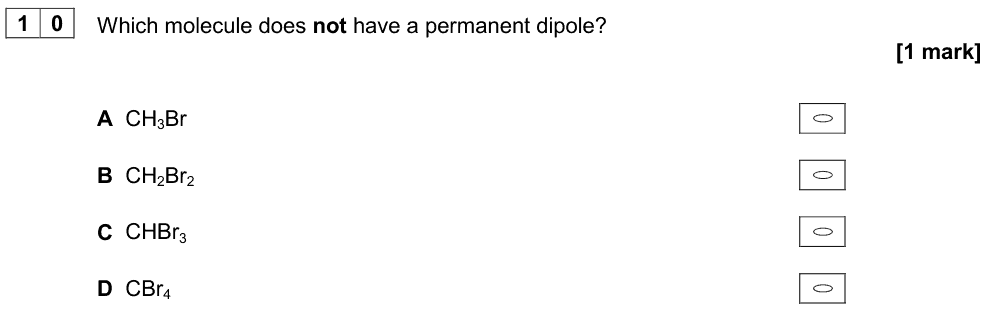 1 0 Which molecule does not have a permanent dipole?
[1 mark]
A CH₃Br
B CH₂Br₂
C CHBr₃
D CBr₄